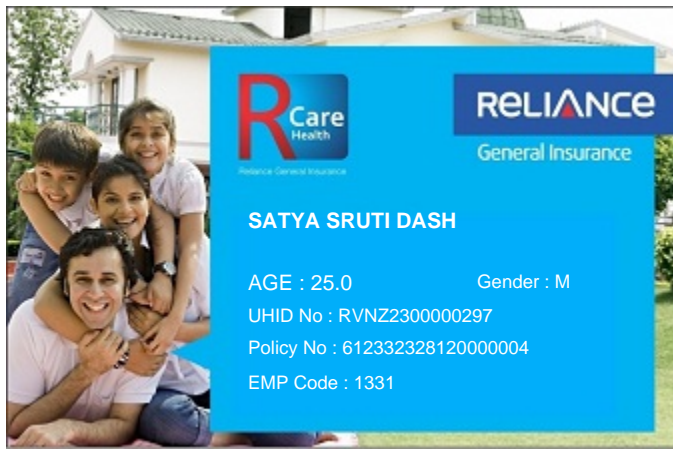 R Care
Health
Reliance General Insurance
RELIANCE
General Insurance
SATYA SRUTI DASH
AGE : 25.0 Gender : M
UHID No : RVNZ2300000297
Policy No : 612332328120000004
EMP Code : 1331